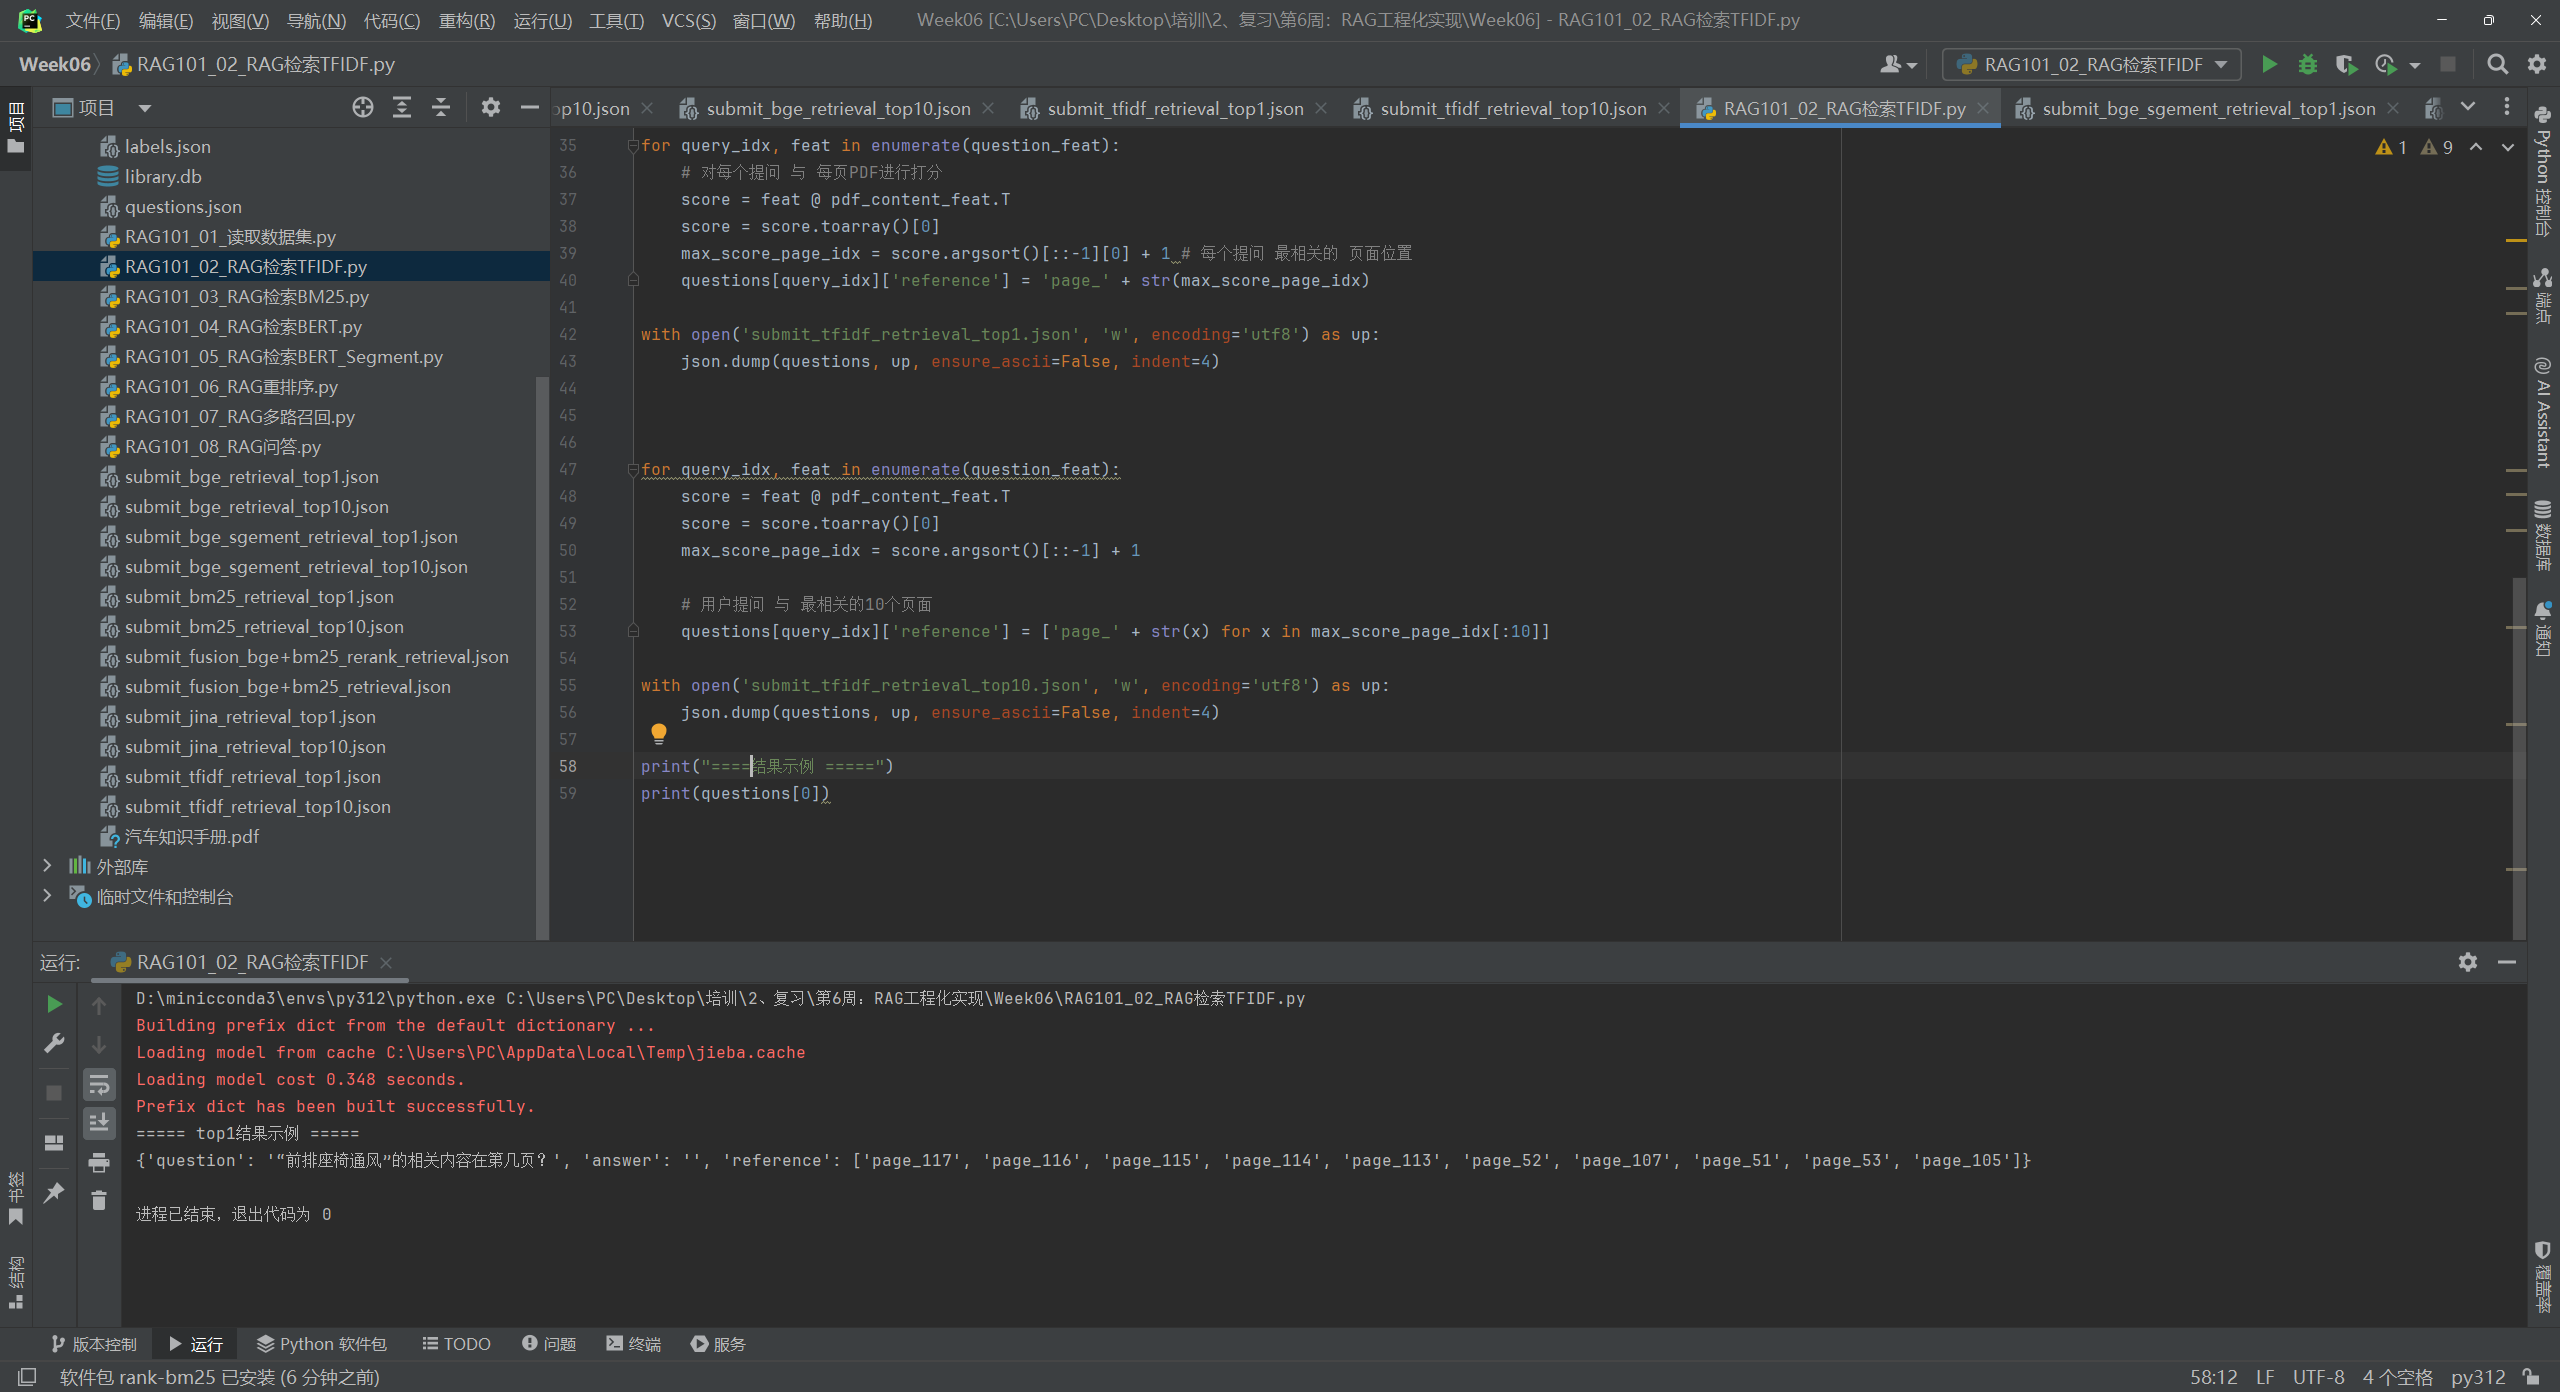 文件(F) 编辑(E) 视图(V) 导航(N) 代码(C) 重构(R) 运行(U) 工具(T) VCS(S) 窗口(W) 帮助(H) Week06 [C:\Users\PC\Desktop\培训\2、复习\第6周：RAG工程化实现\Week06] - RAG101_02_RAG检索TFIDF.py
Week06 RAG101_02_RAG检索TFIDF.py RAG101_02_RAG检索TFIDF
项目
op10.json submit_bge_retrieval_top10.json submit_tfidf_retrieval_top1.json submit_tfidf_retrieval_top10.json RAG101_02_RAG检索TFIDF.py submit_bge_sgement_retrieval_top1.json
项目
labels.json
library.db
questions.json
RAG101_01_读取数据集.py
RAG101_02_RAG检索TFIDF.py
RAG101_03_RAG检索BM25.py
RAG101_04_RAG检索BERT.py
RAG101_05_RAG检索BERT_Segment.py
RAG101_06_RAG重排序.py
RAG101_07_RAG多路召回.py
RAG101_08_RAG问答.py
submit_bge_retrieval_top1.json
submit_bge_retrieval_top10.json
submit_bge_sgement_retrieval_top1.json
submit_bge_sgement_retrieval_top10.json
submit_bm25_retrieval_top1.json
submit_bm25_retrieval_top10.json
submit_fusion_bge+bm25_rerank_retrieval.json
submit_fusion_bge+bm25_retrieval.json
submit_jina_retrieval_top1.json
submit_jina_retrieval_top10.json
submit_tfidf_retrieval_top1.json
submit_tfidf_retrieval_top10.json
汽车知识手册.pdf
外部库
临时文件和控制台
35 for query_idx, feat in enumerate(question_feat):
36 # 对每个提问 与 每页PDF进行打分
37 score = feat @ pdf_content_feat.T
38 score = score.toarray()[0]
39 max_score_page_idx = score.argsort()[::-1][0] + 1 # 每个提问 最相关的 页面位置
40 questions[query_idx]['reference'] = 'page_' + str(max_score_page_idx)
41
42 with open('submit_tfidf_retrieval_top1.json', 'w', encoding='utf8') as up:
43 json.dump(questions, up, ensure_ascii=False, indent=4)
44
45
46
47 for query_idx, feat in enumerate(question_feat):
48 score = feat @ pdf_content_feat.T
49 score = score.toarray()[0]
50 max_score_page_idx = score.argsort()[::-1] + 1
51
52 # 用户提问 与 最相关的10个页面
53 questions[query_idx]['reference'] = ['page_' + str(x) for x in max_score_page_idx[:10]]
54
55 with open('submit_tfidf_retrieval_top10.json', 'w', encoding='utf8') as up:
56 json.dump(questions, up, ensure_ascii=False, indent=4)
57
58 print("====结果示例 =====")
59 print(questions[0])
1 9
Python 控制台
端点
AI Assistant
数据库
通知
覆盖率
运行: RAG101_02_RAG检索TFIDF
D:\minicconda3\envs\py312\python.exe C:\Users\PC\Desktop\培训\2、复习\第6周：RAG工程化实现\Week06\RAG101_02_RAG检索TFIDF.py
Building prefix dict from the default dictionary ...
Loading model from cache C:\Users\PC\AppData\Local\Temp\jieba.cache
Loading model cost 0.348 seconds.
Prefix dict has been built successfully.
===== top1结果示例 =====
{'question': '“前排座椅通风”的相关内容在第几页？', 'answer': '', 'reference': ['page_117', 'page_116', 'page_115', 'page_114', 'page_113', 'page_52', 'page_107', 'page_51', 'page_53', 'page_105']}
进程已结束，退出代码为 0
书签
结构
版本控制 运行 Python 软件包 TODO 问题 终端 服务
软件包 rank-bm25 已安装 (6 分钟之前) 58:12 LF UTF-8 4 个空格 py312